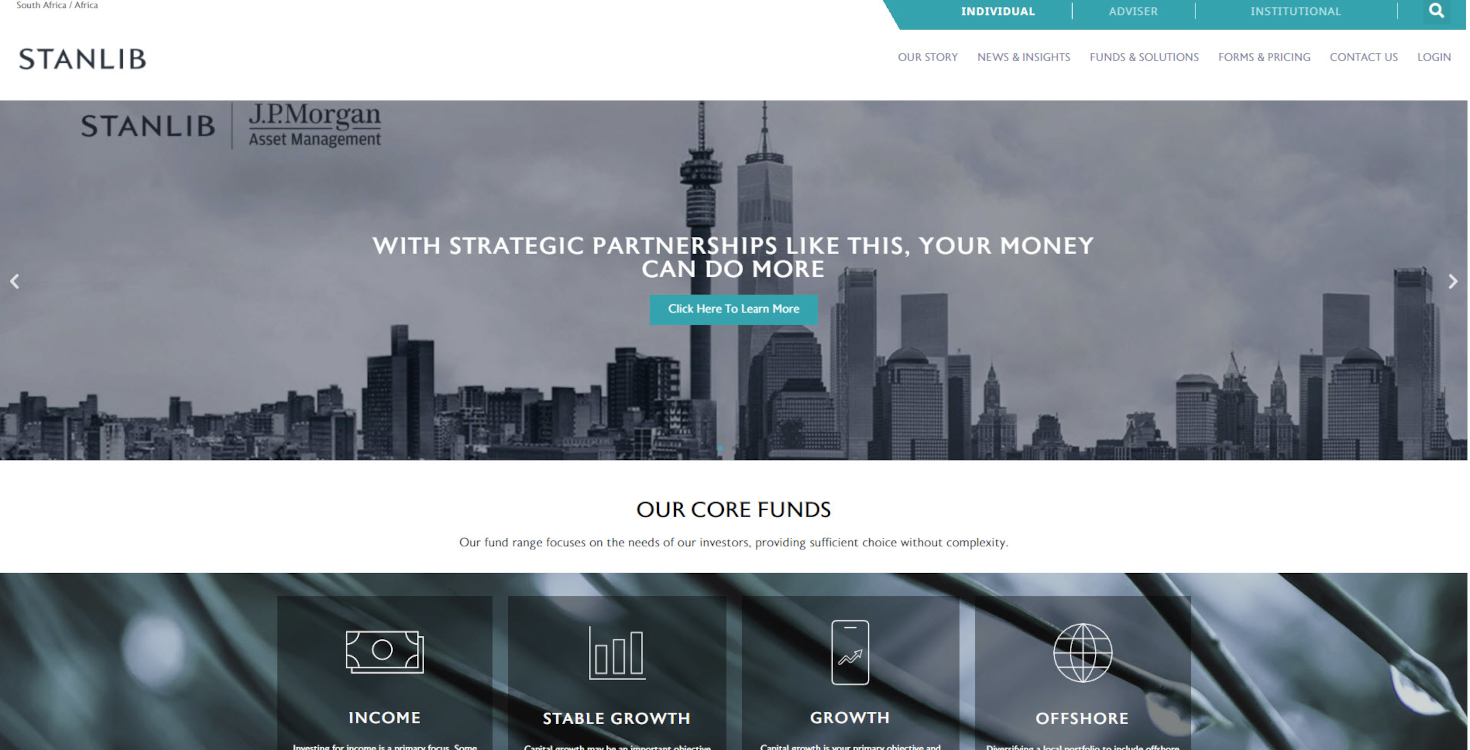 South Africa / Africa
INDIVIDUAL
ADVISER
INSTITUTIONAL
STANLIB
OUR STORY
NEWS & INSIGHTS
FUNDS & SOLUTIONS
FORMS & PRICING
CONTACT US
LOGIN
STANLIB
J.P.Morgan
Asset Management
WITH STRATEGIC PARTNERSHIPS LIKE THIS, YOUR MONEY
CAN DO MORE
Click Here To Learn More
OUR CORE FUNDS
Our fund range focuses on the needs of our investors, providing sufficient choice without complexity.
INCOME
STABLE GROWTH
GROWTH
OFFSHORE
Investing for income is a primary focus. Some
Capital growth may be an important objective
Capital growth is your primary objective and
Diversifying a local portfolio to include offshore